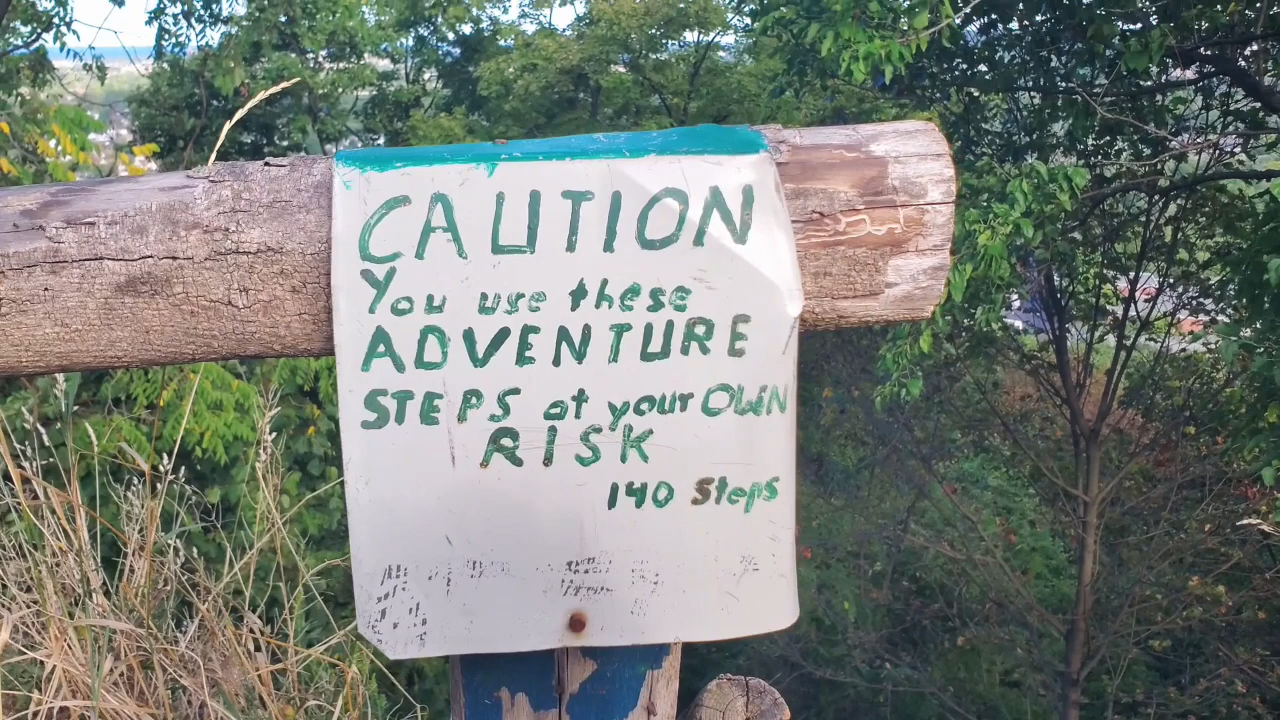 CAUTION
You use these
ADVENTURE
STEPS at your OWN
RISK
140 Steps